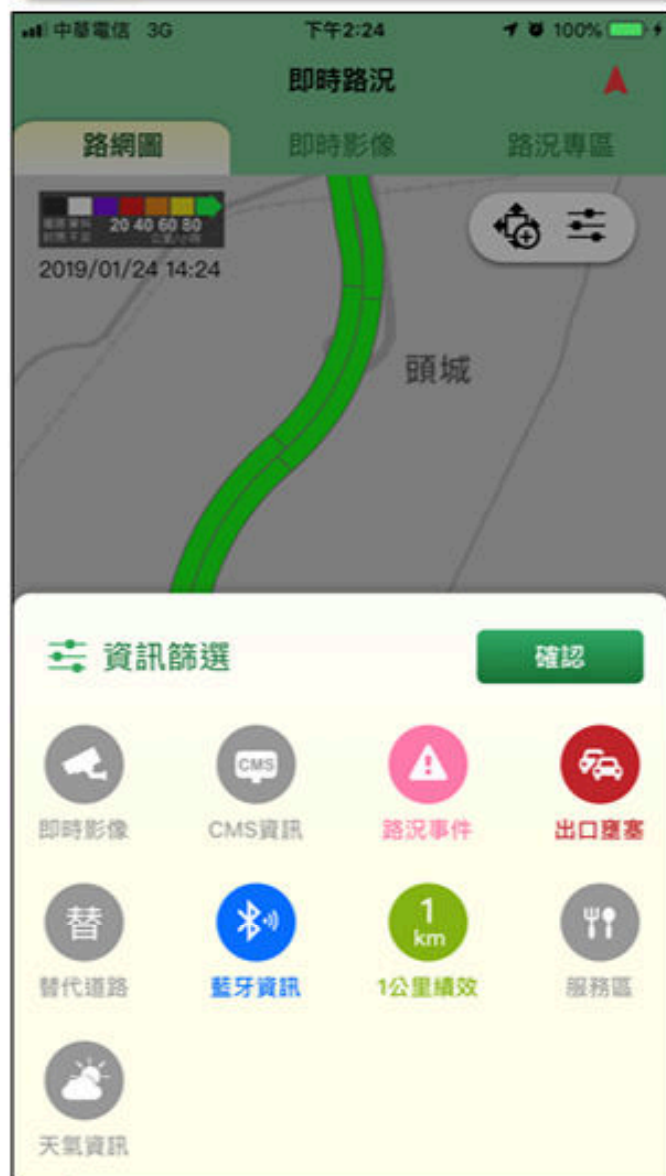 中華電信 3G 下午2:24 100%
即時路況
路網圖 即時影像 路況專區
20 40 60 80
公里/小時
2019/01/24 14:24
頭城
資訊篩選 確認
CMS
即時影像 CMS資訊 路況事件 出口壅塞
替 1
km
替代道路 藍牙資訊 1公里績效 服務區
天氣資訊